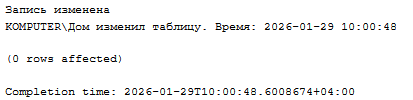 Запись изменена
KOMPUTER\Дом изменил таблицу. Время: 2026-01-29 10:00:48
(0 rows affected)
Completion time: 2026-01-29T10:00:48.6008674+04:00